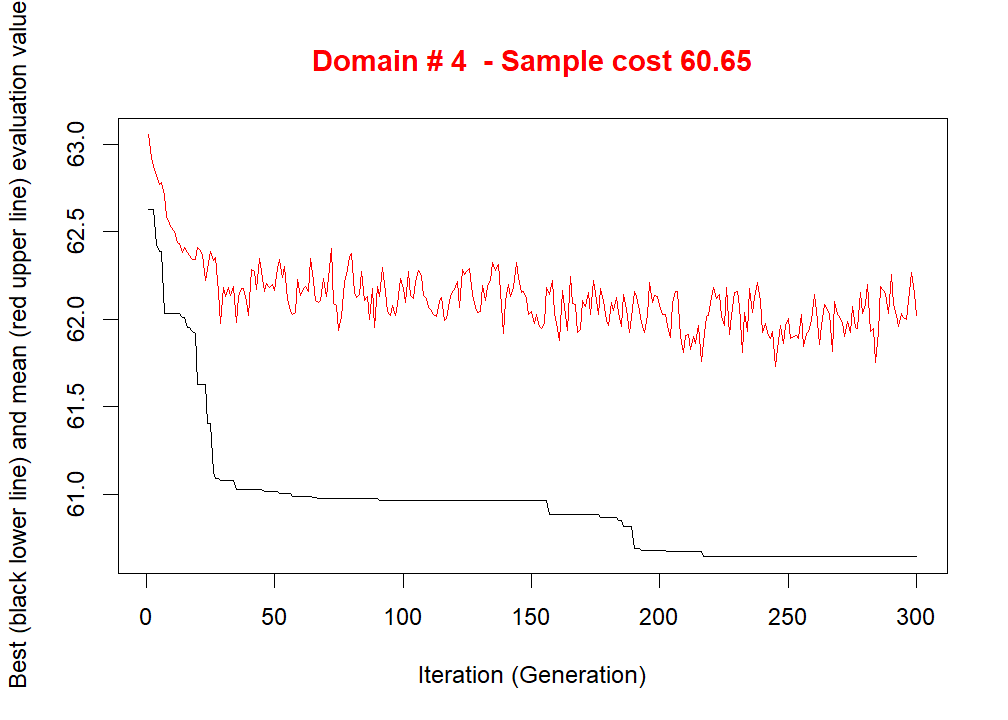 Domain # 4  - Sample cost 60.65
Best (black lower line) and mean (red upper line) evaluation value
63.0
62.5
62.0
61.5
61.0
0 50 100 150 200 250 300
Iteration (Generation)